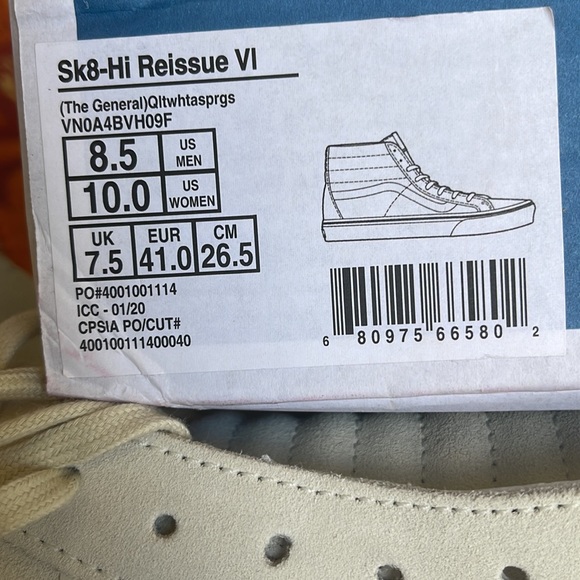 Sk8-Hi Reissue VI
(The General)Qltwhtasprgs
VN0A4BVH09F
8.5 US MEN
10.0 US WOMEN
UK EUR CM
7.5 41.0 26.5
PO#4001001114
ICC - 01/20
CPSIA PO/CUT#
400100111400040
6 80975 66580 2